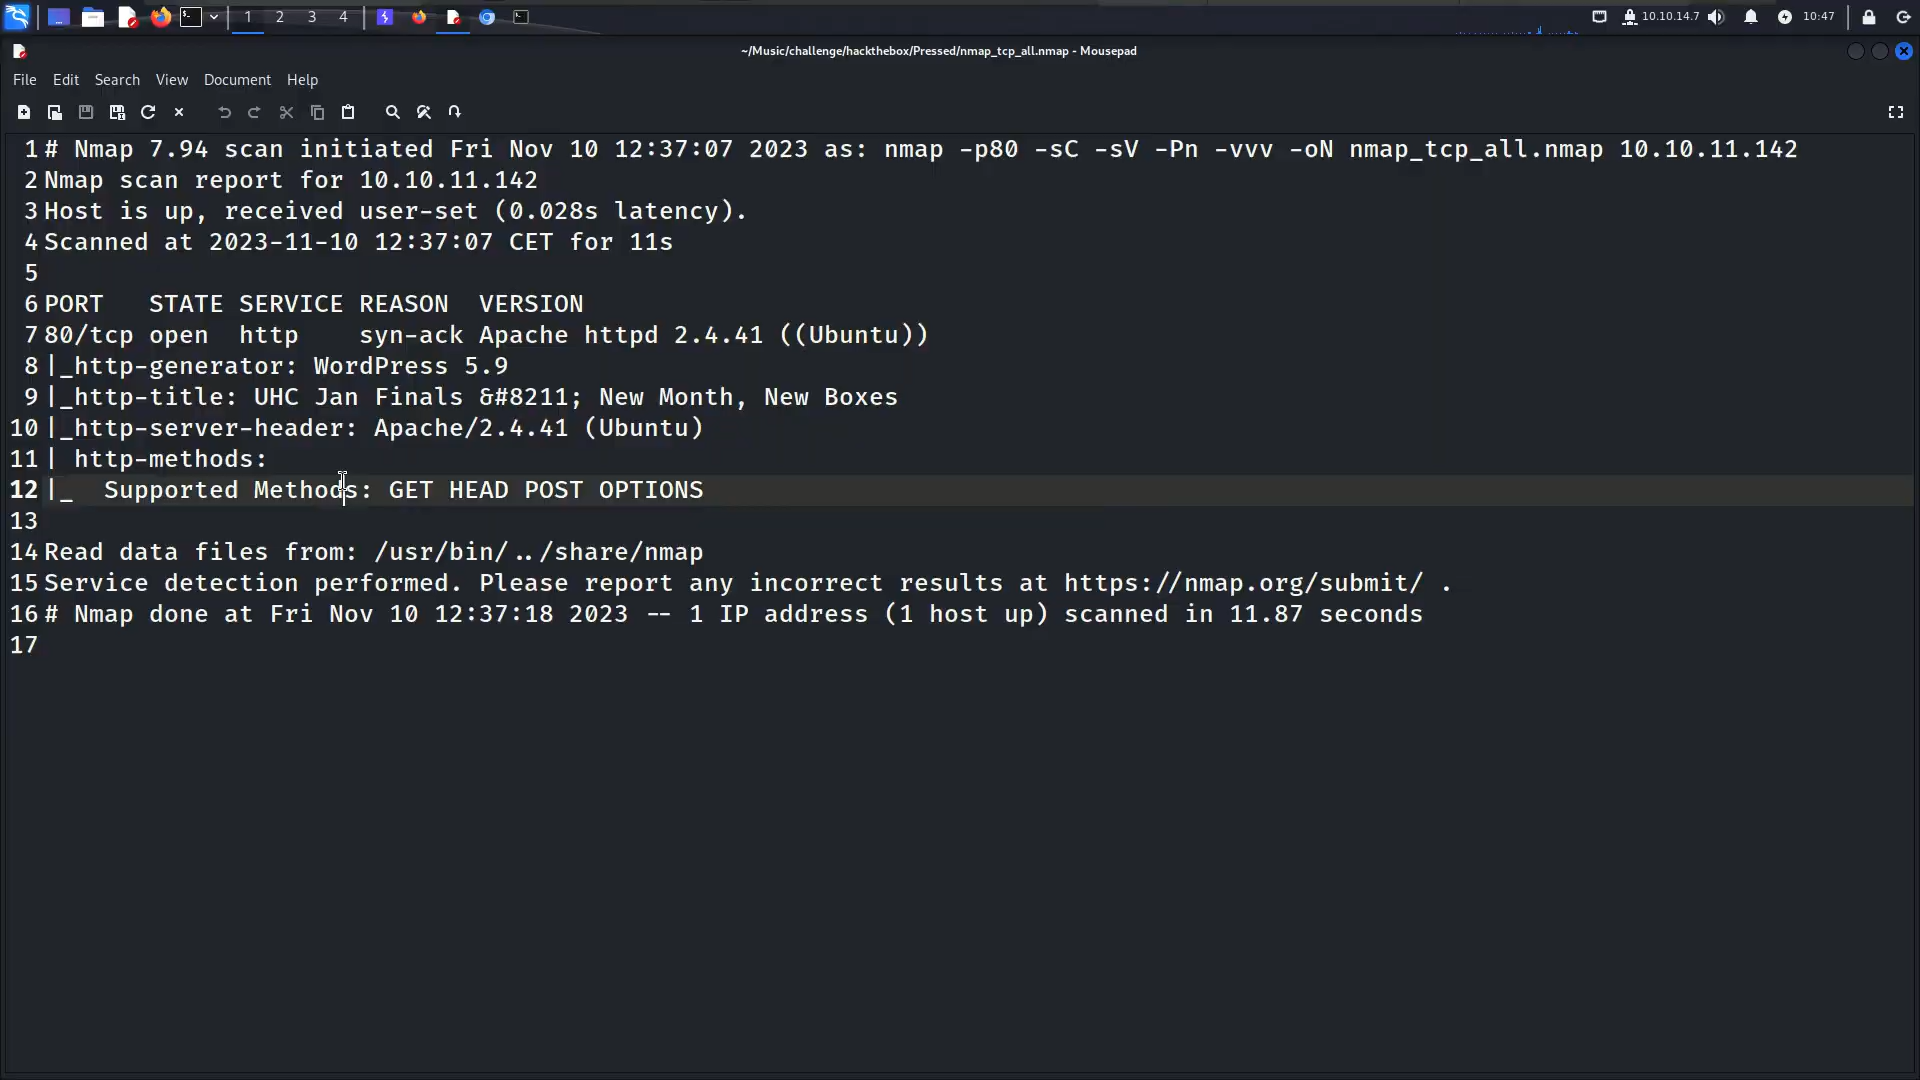 1 2 3 4 10.10.14.7 10:47
~/Music/challenge/hackthebox/Pressed/nmap_tcp_all.nmap - Mousepad
File Edit Search View Document Help
1 # Nmap 7.94 scan initiated Fri Nov 10 12:37:07 2023 as: nmap -p80 -sC -sV -Pn -vvv -oN nmap_tcp_all.nmap 10.10.11.142
2 Nmap scan report for 10.10.11.142
3 Host is up, received user-set (0.028s latency).
4 Scanned at 2023-11-10 12:37:07 CET for 11s
5
6 PORT   STATE SERVICE REASON  VERSION
7 80/tcp open  http    syn-ack Apache httpd 2.4.41 ((Ubuntu))
8 |_http-generator: WordPress 5.9
9 |_http-title: UHC Jan Finals &#8211; New Month, New Boxes
10 |_http-server-header: Apache/2.4.41 (Ubuntu)
11 | http-methods:
12 |_  Supported Methods: GET HEAD POST OPTIONS
13
14 Read data files from: /usr/bin/../share/nmap
15 Service detection performed. Please report any incorrect results at https://nmap.org/submit/ .
16 # Nmap done at Fri Nov 10 12:37:18 2023 -- 1 IP address (1 host up) scanned in 11.87 seconds
17